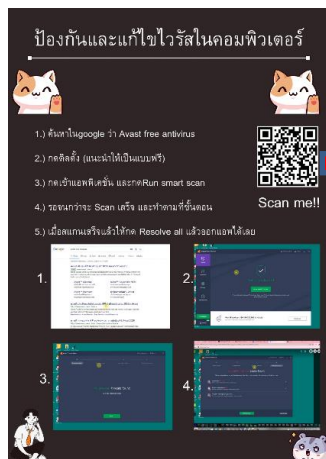 ป้องกันและแก้ไขไวรัสในคอมพิวเตอร์
1.) ค้นหาในgoogle ว่า Avast free antivirus
2.) กดติดตั้ง (แนะนำให้เป็นแบบฟรี)
3.) กดเข้าแอพพิเคชั่น และกดRun smart scan
4.) รอจนกว่าจะ Scan เสร็จ และทำตามที่ขั้นตอน
5.) เมื่อสแกนเสร็จแล้วให้กด Resolve all แล้วออกแอพได้เลย
Scan me!!
1.
2.
3.
4.